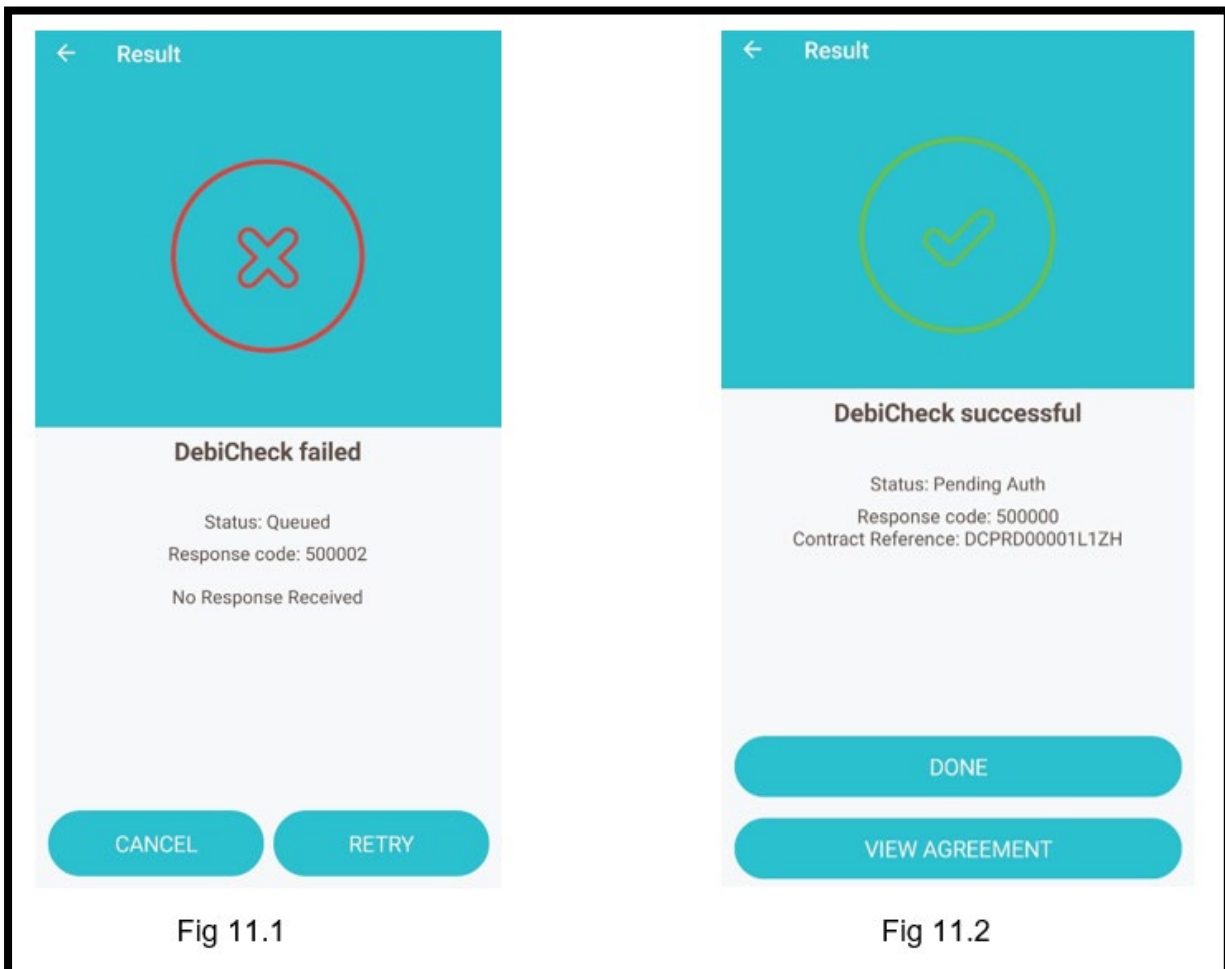 Result
DebiCheck failed
Status: Queued
Response code: 500002
No Response Received
CANCEL
RETRY
Fig 11.1
Result
DebiCheck successful
Status: Pending Auth
Response code: 500000
Contract Reference: DCPRD00001L1ZH
DONE
VIEW AGREEMENT
Fig 11.2